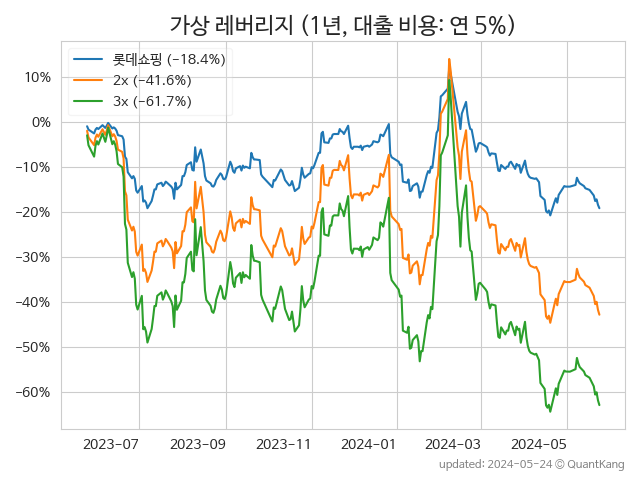 가상 레버리지 (1년, 대출 비용: 연 5%)
롯데쇼핑 (−18.4%)
2x (−41.6%)
3x (−61.7%)
10%
0%
−10%
−20%
−30%
−40%
−50%
−60%
2023-07
2023-09
2023-11
2024-01
2024-03
2024-05
updated: 2024-05-24 © QuantKang